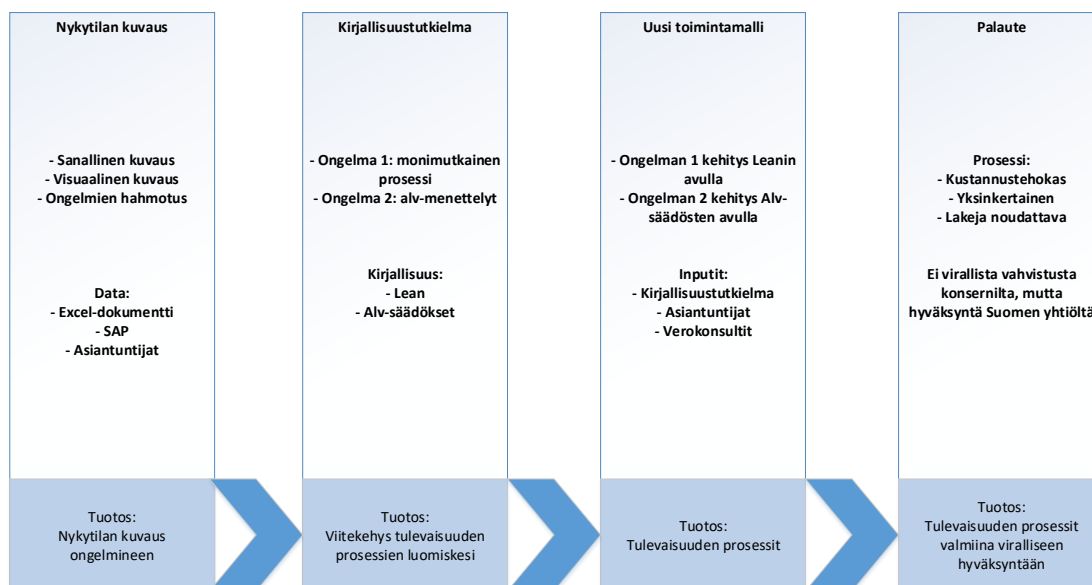 Nykytilan kuvaus
- Sanallinen kuvaus
- Visuaalinen kuvaus
- Ongelmien hahmotus
Data:
- Excel-dokumentti
- SAP
- Asiantuntijat
Tuotos:
Nykytilan kuvaus
ongelmineen
Kirjallisuustutkielma
- Ongelma 1: monimutkainen
prosessi
- Ongelma 2: alv-menettelyt
Kirjallisuus:
- Lean
- Alv-säädökset
Tuotos:
Viitekehys tulevaisuuden
prosessien luomiskesi
Uusi toimintamalli
- Ongelman 1 kehitys Leanin
avulla
- Ongelman 2 kehitys Alv-
säädösten avulla
Inputit:
- Kirjallisuustutkielma
- Asiantuntijat
- Verokonsultit
Tuotos:
Tulevaisuuden prosessit
Palaute
Prosessi:
- Kustannustehokas
- Yksinkertainen
- Lakeja noudattava
Ei virallista vahvistusta
konsernilta, mutta
hyväksyntä Suomen yhtiöltä
Tuotos:
Tulevaisuuden prosessit
valmiina viralliseen
hyväksyntään